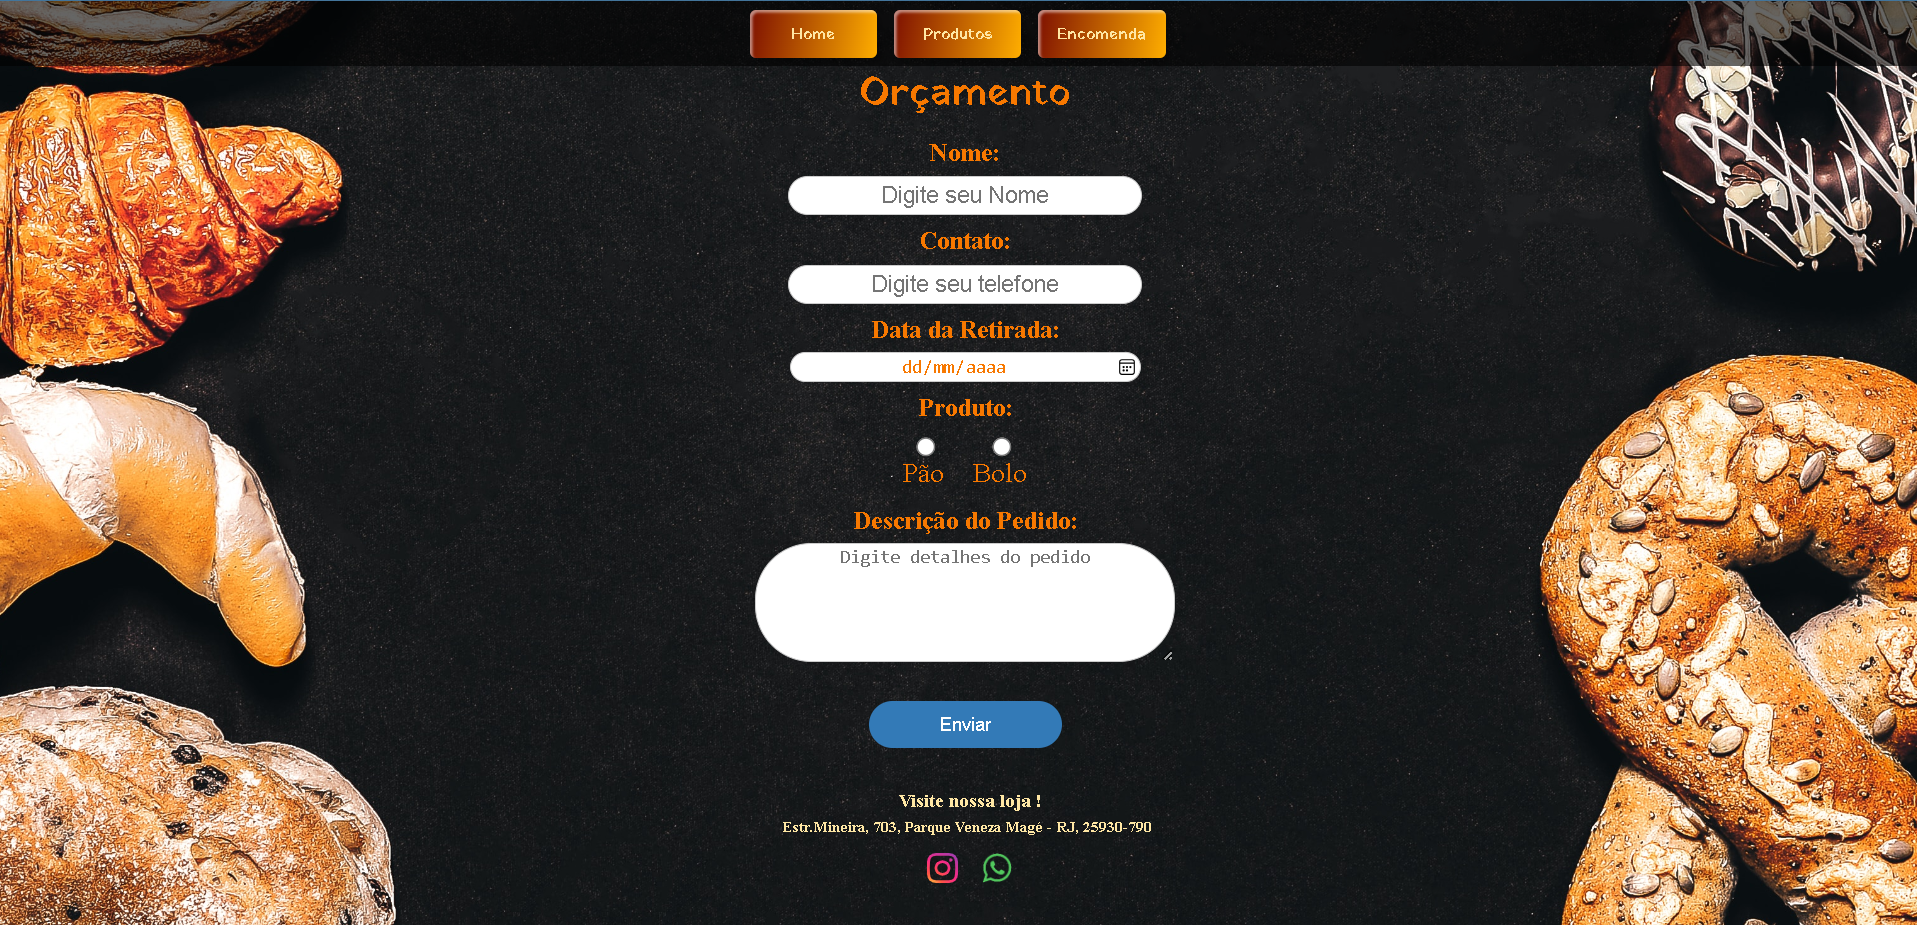 Home Produtos Encomenda
Orçamento
Nome:
Digite seu Nome
Contato:
Digite seu telefone
Data da Retirada:
dd/mm/aaaa
Produto:
Pão Bolo
Descrição do Pedido:
Digite detalhes do pedido
Enviar
Visite nossa loja !
Estr.Mineira, 703, Parque Veneza Magé - RJ, 25930-790